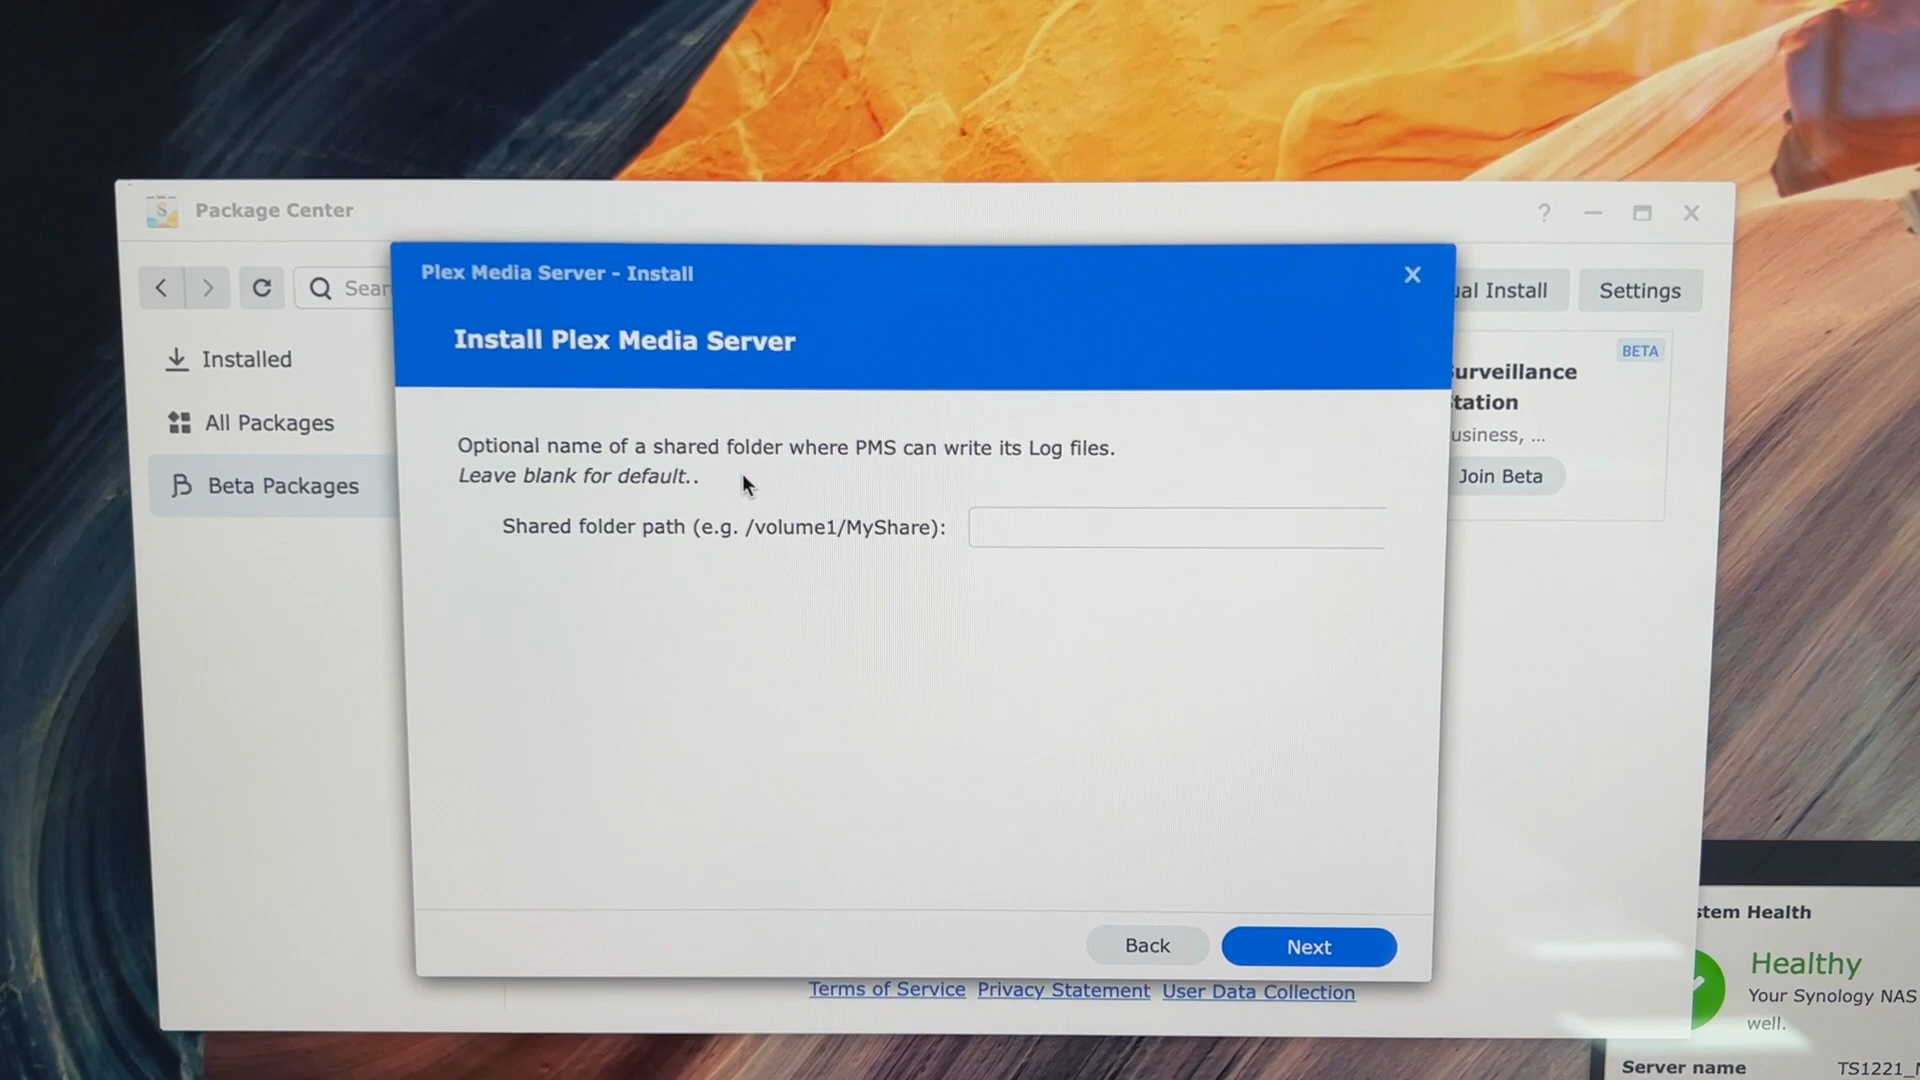 Package Center
?
Plex Media Server - Install
Install Plex Media Server
Sear
ual Install
Settings
Installed
All Packages
Beta Packages
BETA
urveillance
tation
usiness, ...
Join Beta
Optional name of a shared folder where PMS can write its Log files.
Leave blank for default..
Shared folder path (e.g. /volume1/MyShare):
Back
Next
Terms of Service Privacy Statement User Data Collection
stem Health
Healthy
Your Synology NAS
well.
Server name TS1221_